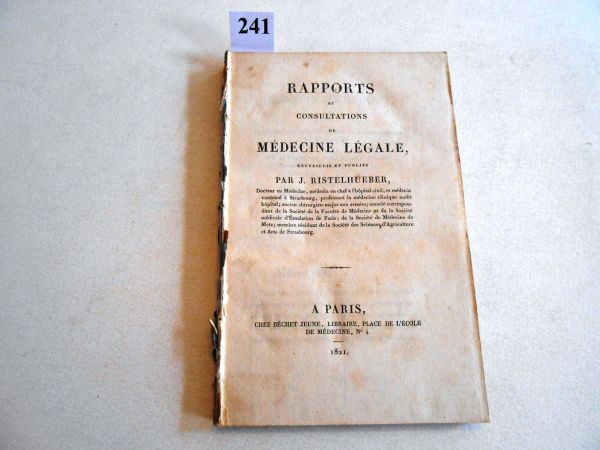 241
RAPPORTS
ET
CONSULTATIONS
DE
MÉDECINE LÉGALE,
RECUEILLIS ET PUBLIÉS
PAR J. RISTELHUEBER,
Docteur en Médecine, médecin en chef à l'hôpital civil, et médecin
cantonal à Strasbourg, professant la médecine clinique audit
hôpital; ancien chirurgien major aux armées; associé correspon-
dant de la Société de la Faculté de Médecine et de la Société
médicale d'Émulation de Paris; de la Société de Médecine de
Metz; membre résidant de la Société des Sciences, d'Agriculture
et Arts de Strasbourg.
A PARIS,
CHEZ BÉCHET JEUNE, LIBRAIRE, PLACE DE L'ÉCOLE
DE MÉDECINE, Nº 4.
1821.